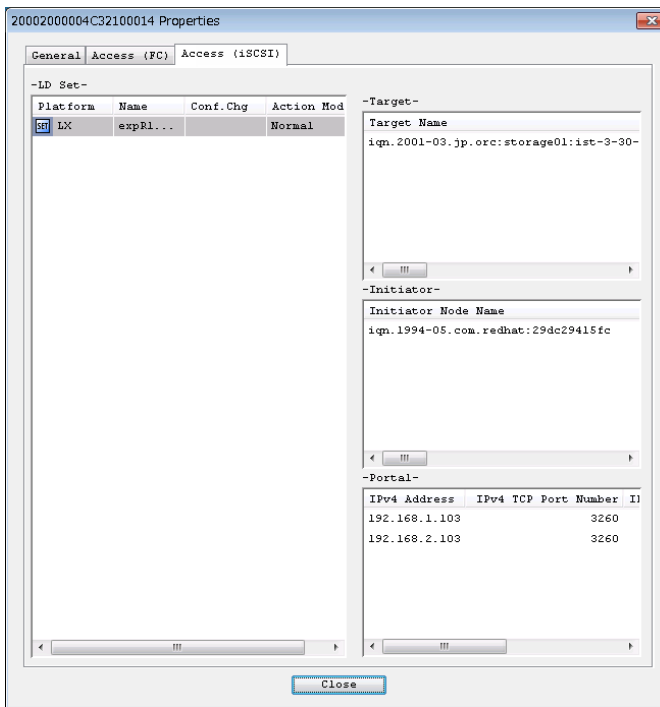 20002000004C32100014 Properties
General Access (FC) Access (iSCSI)
-LD Set-
Platform Name Conf.Chg Action Mod
SET LX expRl... Normal
-Target-
Target Name
iqn.2001-03.jp.orc:storage01:ist-3-30-
-Initiator-
Initiator Node Name
iqn.1994-05.com.redhat:29dc29415fc
-Portal-
IPv4 Address IPv4 TCP Port Number
192.168.1.103 3260
192.168.2.103 3260
Close